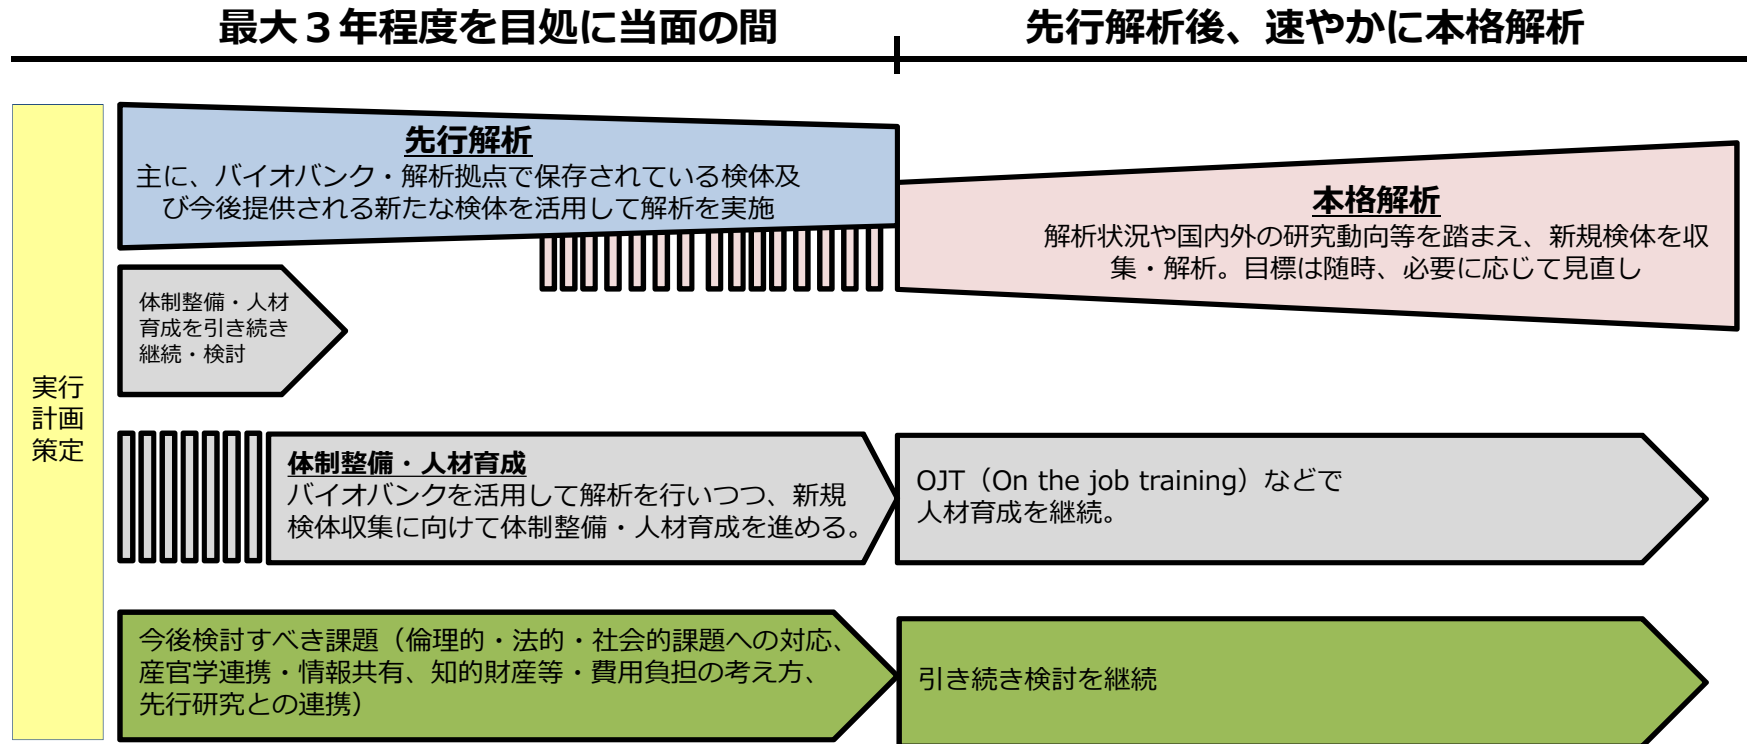 最大３年程度を目処に当面の間
先行解析後、速やかに本格解析
実行
計画
策定
先行解析
主に、バイオバンク・解析拠点で保存されている検体及
び今後提供される新たな検体を活用して解析を実施
本格解析
解析状況や国内外の研究動向等を踏まえ、新規検体を収
集・解析。目標は随時、必要に応じて見直し
体制整備・人材
育成を引き続き
継続・検討
体制整備・人材育成
バイオバンクを活用して解析を行いつつ、新規
検体収集に向けて体制整備・人材育成を進める。
OJT（On the job training）などで
人材育成を継続。
今後検討すべき課題（倫理的・法的・社会的課題への対応、
産官学連携・情報共有、知的財産等・費用負担の考え方、
先行研究との連携）
引き続き検討を継続